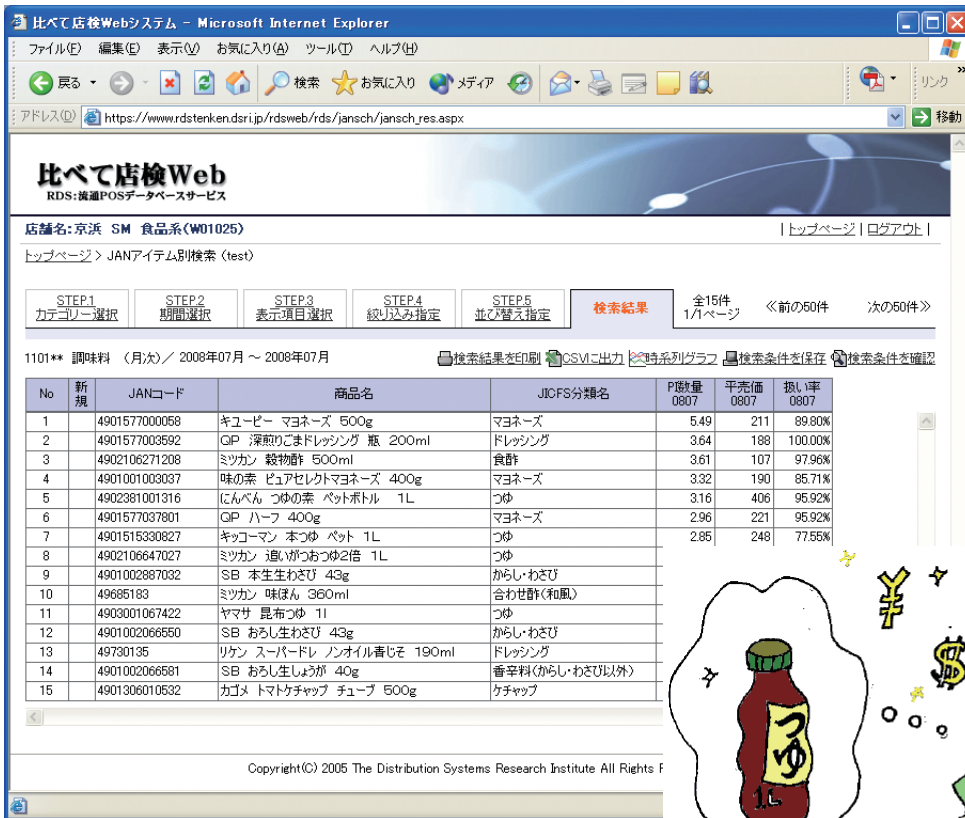 比べて店検Webシステム - Microsoft Internet Explorer
ファイル(F) 編集(E) 表示(V) お気に入り(A) ツール(T) ヘルプ(H)
戻る 検索 お気に入り メディア リンク »
アドレス(D) https://www.rdstenken.dsri.jp/rdsweb/rds/jansch/jansch_res.aspx 移動
比べて店検Web
RDS:流通POSデータベースサービス
店舗名:京浜 SM 食品系(W01025) | トップページ | ログアウト |
トップページ > JANアイテム別検索 (test)
STEP.1 STEP.2 STEP.3 STEP.4 STEP.5 検索結果 全15件 ≪前の50件 次の50件≫
カテゴリー選択 期間選択 表示項目選択 絞り込み指定 並び替え指定 1/1ページ
1101** 調味料 (月次)/ 2008年07月 ~ 2008年07月 検索結果を印刷 CSVに出力 時系列グラフ 検索条件を保存 検索条件を確認
No 新規 JANコード 商品名 JICFS分類名 PI数量 0807 平売価 0807 扱い率 0807
1 4901577000058 キユーピー マヨネーズ 500g マヨネーズ 5.49 211 89.80%
2 4901577003592 QP 深煎りごまドレッシング 瓶 200ml ドレッシング 3.64 188 100.00%
3 4902106271208 ミツカン 穀物酢 500ml 食酢 3.61 107 97.96%
4 4901001003037 味の素 ピュアセレクトマヨネーズ 400g マヨネーズ 3.32 190 85.71%
5 4902381001316 にんべん つゆの素 ペットボトル 1L つゆ 3.16 406 95.92%
6 4901577037801 QP ハーフ 400g マヨネーズ 2.96 221 95.92%
7 4901515330827 キッコーマン 本つゆ ペット 1L つゆ 2.85 248 77.55%
8 4902106647027 ミツカン 追いがつおつゆ2倍 1L つゆ
9 4901002887032 SB 本生生わさび 43g からし・わさび
10 49685183 ミツカン 味ぽん 360ml 合わせ酢(和風)
11 4903001067422 ヤマサ 昆布つゆ 1l つゆ
12 4901002066550 SB おろし生わさび 43g からし・わさび
13 49730135 リケン スーパードレ ノンオイル青じそ 190ml ドレッシング
14 4901002066581 SB おろし生しょうが 40g 香辛料(からし・わさび以外)
15 4901306010532 カゴメ トマトケチャップ チューブ 500g ケチャップ
¥
$
つゆ
1L
Copyright(C) 2005 The Distribution Systems Research Institute All Rights